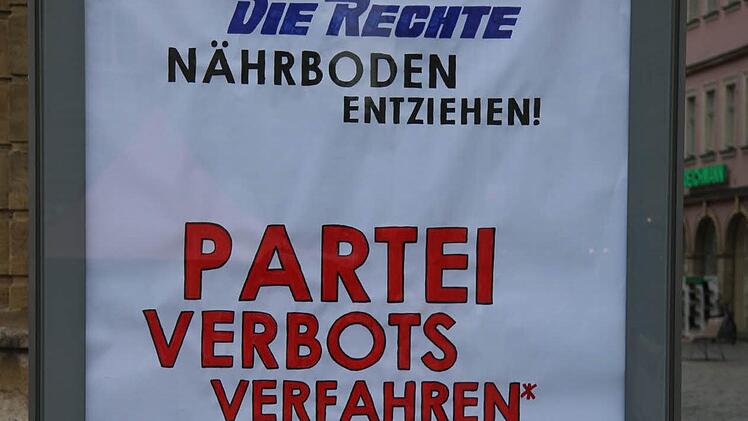 DIE RECHTE
NÄHRBODEN
ENTZIEHEN!
PARTEI
VERBOTS
VERFAHREN*